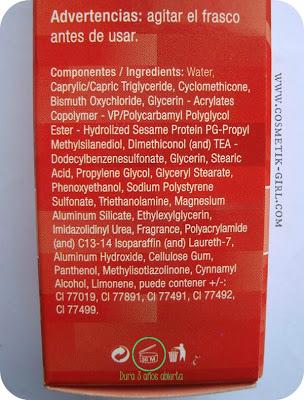 Advertencias: agitar el frasco
antes de usar.
Componentes / Ingredients: Water,
Caprylic/Capric Triglyceride, Cyclomethicone,
Bismuth Oxychloride, Glycerin - Acrylates
Copolymer - VP/Polycarbamyl Polyglycol
Ester - Hydrolized Sesame Protein PG-Propyl
Methylsilanediol, Dimethiconol (and) TEA -
Dodecylbenzenesulfonate, Glycerin, Stearic
Acid, Propylene Glycol, Glyceryl Stearate,
Phenoxyethanol, Sodium Polystyrene
Sulfonate, Triethanolamine, Magnesium
Aluminum Silicate, Ethylexylglycerin,
Imidazolidinyl Urea, Fragrance, Polyacrylamide
(and) C13-14 Isoparaffin (and) Laureth-7,
Aluminum Hydroxide, Cellulose Gum,
Panthenol, Methylisotiazolinone, Cynnamyl
Alcohol, Limonene, puede contener +/-:
CI 77019, CI 77891, CI 77491, CI 77492,
CI 77499.
36 M
Dura 3 años abierta
WWW.COSMETIK-GIRL.COM